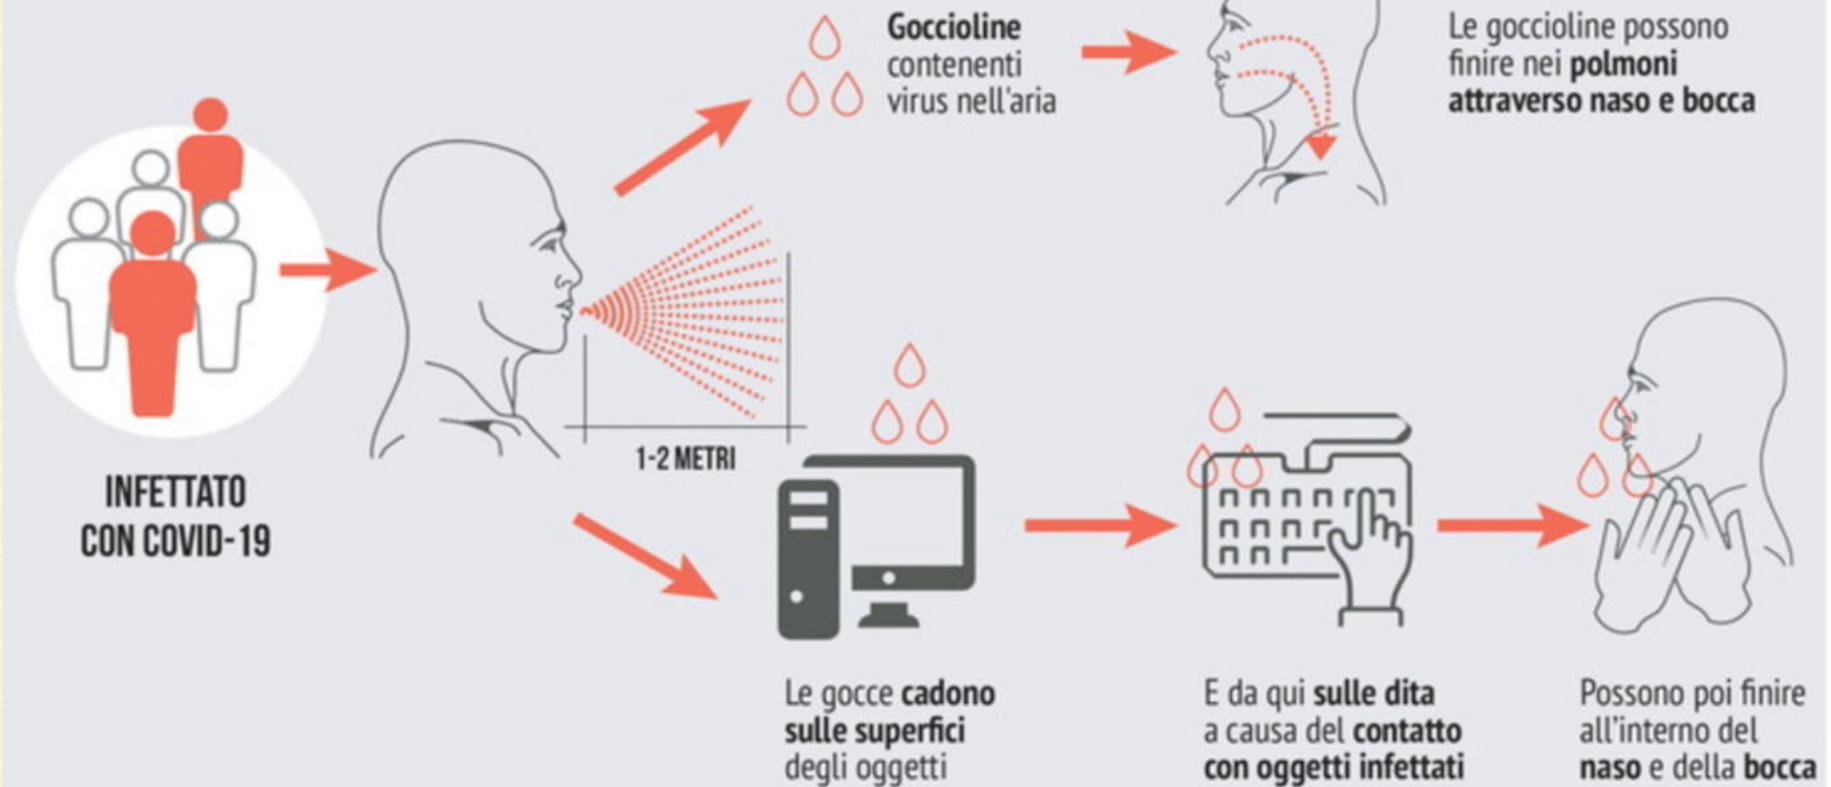 Goccioline
contenenti
virus nell'aria
Le goccioline possono
finire nei polmoni
attraverso naso e bocca
1-2 METRI
INFETTATO
CON COVID-19
Le gocce cadono
sulle superfici
degli oggetti
E da qui sulle dita
a causa del contatto
con oggetti infettati
Possono poi finire
all'interno del
naso e della bocca